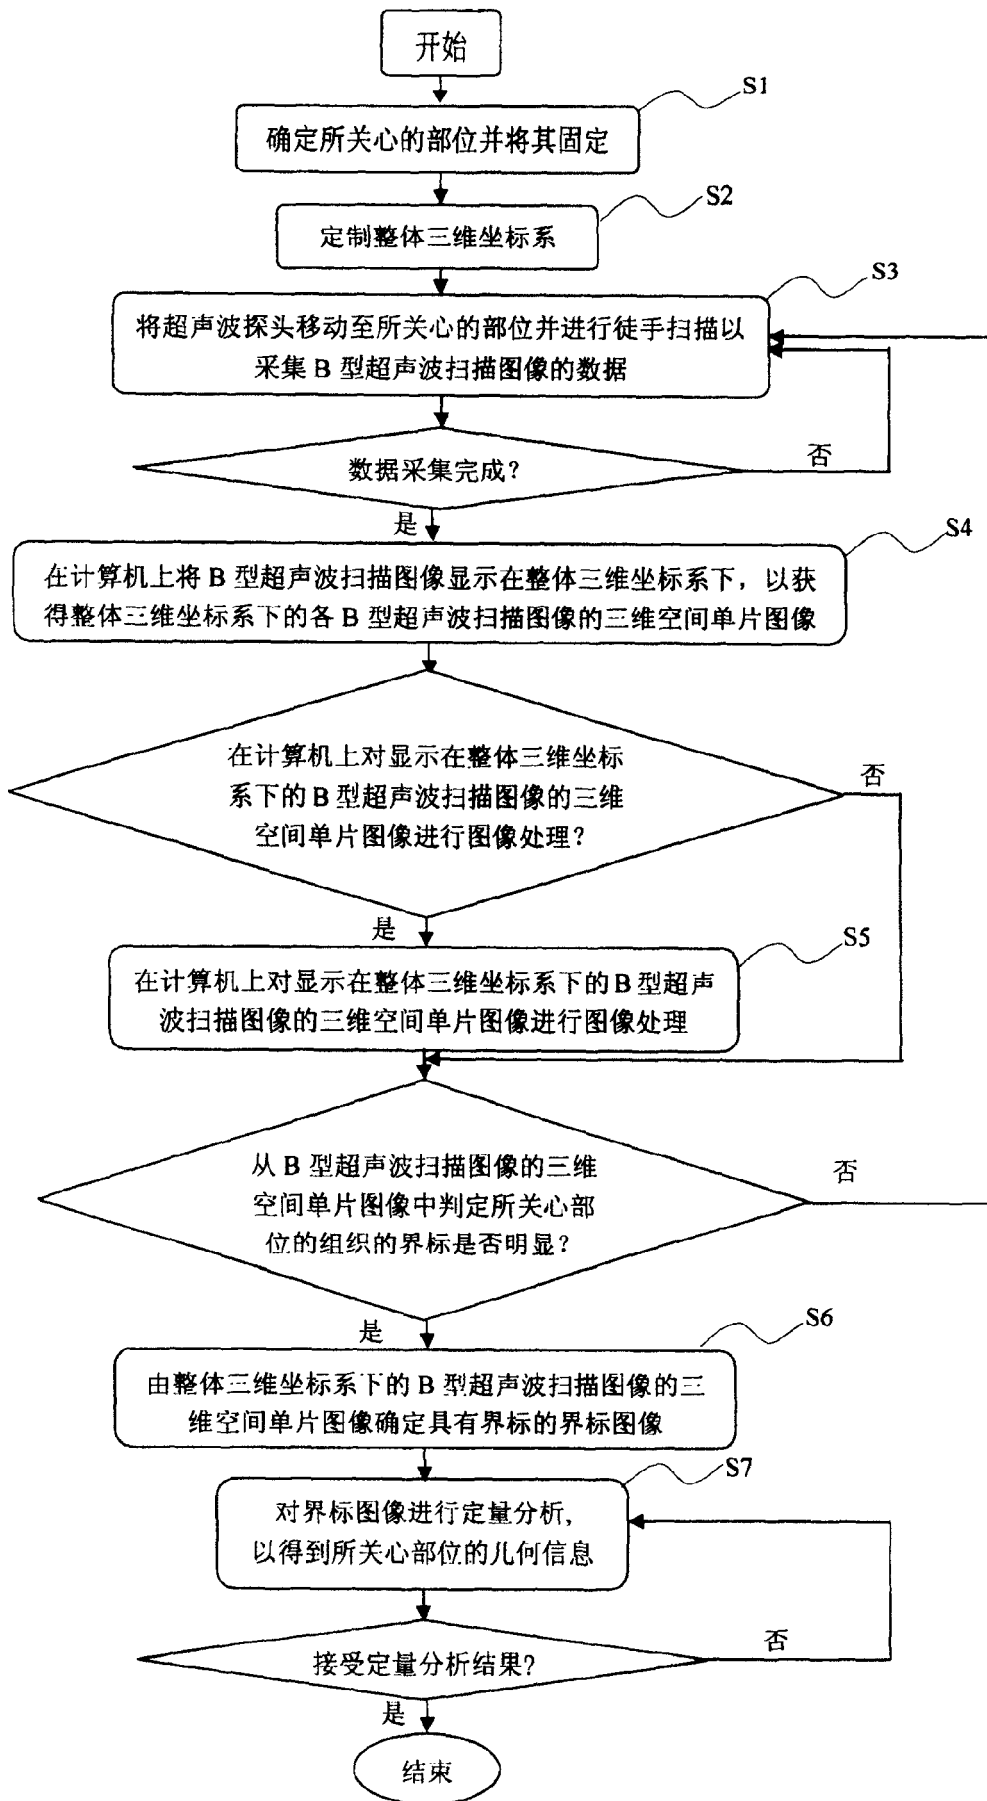 开始
S1
确定所关心的部位并将其固定
S2
定制整体三维坐标系
S3
将超声波探头移动至所关心的部位并进行徒手扫描以
采集 B 型超声波扫描图像的数据
数据采集完成？
否
是
S4
在计算机上将 B 型超声波扫描图像显示在整体三维坐标系下，以获
得整体三维坐标系下的各 B 型超声波扫描图像的三维空间单片图像
在计算机上对显示在整体三维坐标
系下的 B 型超声波扫描图像的三维
空间单片图像进行图像处理？
否
是
S5
在计算机上对显示在整体三维坐标系下的 B 型超声
波扫描图像的三维空间单片图像进行图像处理
从 B 型超声波扫描图像的三维
空间单片图像中判定所关心部
位的组织的界标是否明显？
否
是
S6
由整体三维坐标系下的 B 型超声波扫描图像的三
维空间单片图像确定具有界标的界标图像
S7
对界标图像进行定量分析，
以得到所关心部位的几何信息
接受定量分析结果？
否
是
结束